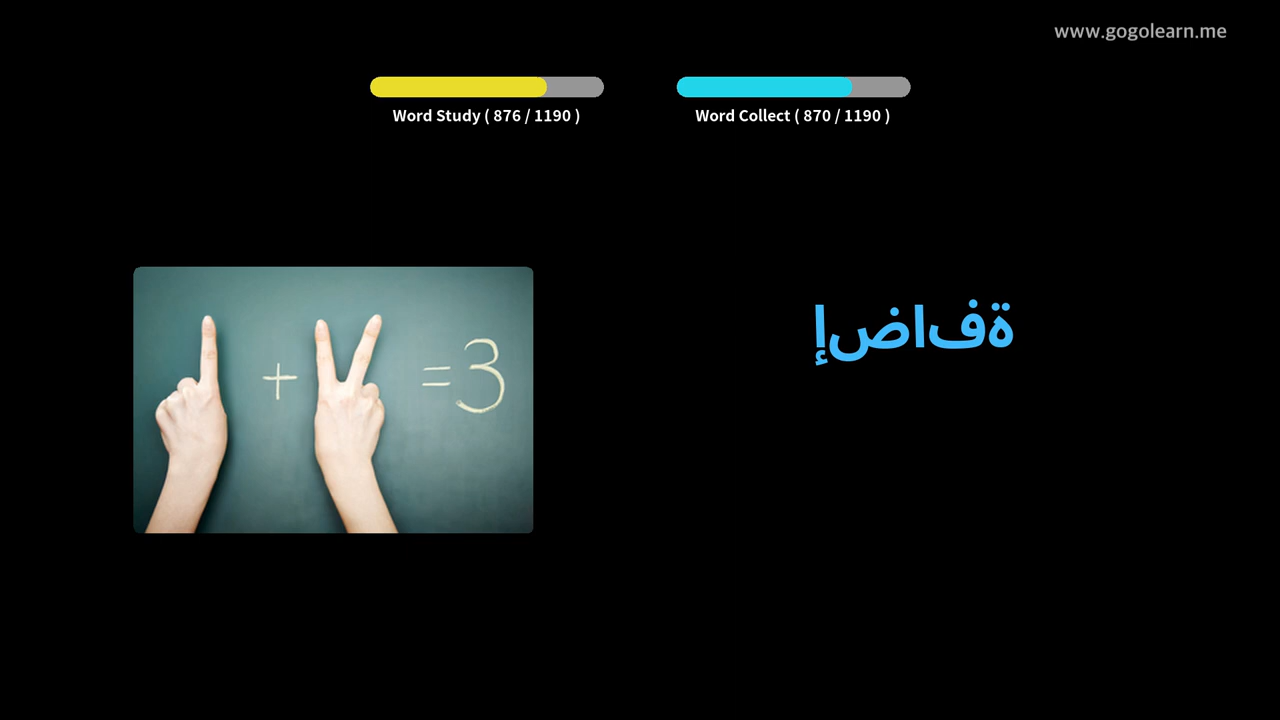 www.gogolearn.me
Word Study ( 876 / 1190 )
Word Collect ( 870 / 1190 )
ةفاضإ
+ =3